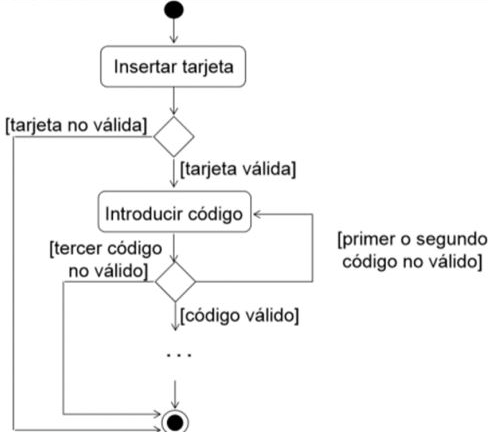 Insertar tarjeta
[tarjeta no válida]
[tarjeta válida]
Introducir código
[tercer código
no válido]
[primer o segundo
código no válido]
[código válido]
...